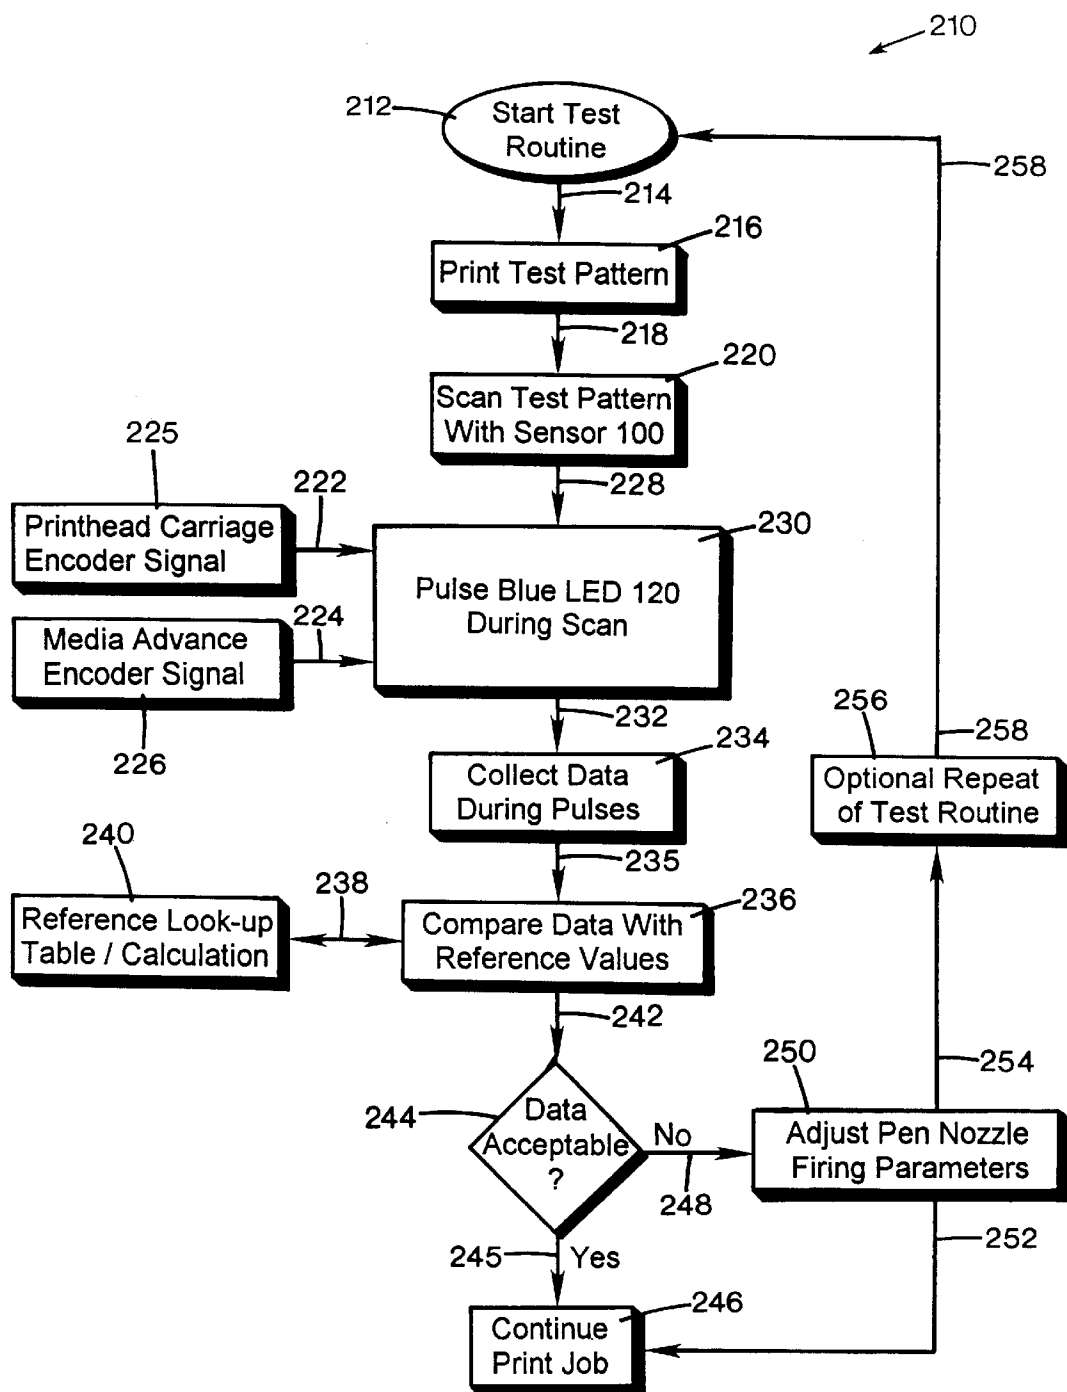 210
212
Start Test
Routine
258
214
216
Print Test Pattern
218
220
Scan Test Pattern
With Sensor 100
225
222
228
230
Printhead Carriage
Encoder Signal
Pulse Blue LED 120
During Scan
224
Media Advance
Encoder Signal
226
232
234
256
258
Collect Data
During Pulses
Optional Repeat
of Test Routine
235
240
238
236
Reference Look-up
Table / Calculation
Compare Data With
Reference Values
242
250
254
244
Data
Acceptable
?
No
248
Adjust Pen Nozzle
Firing Parameters
252
245
Yes
246
Continue
Print Job